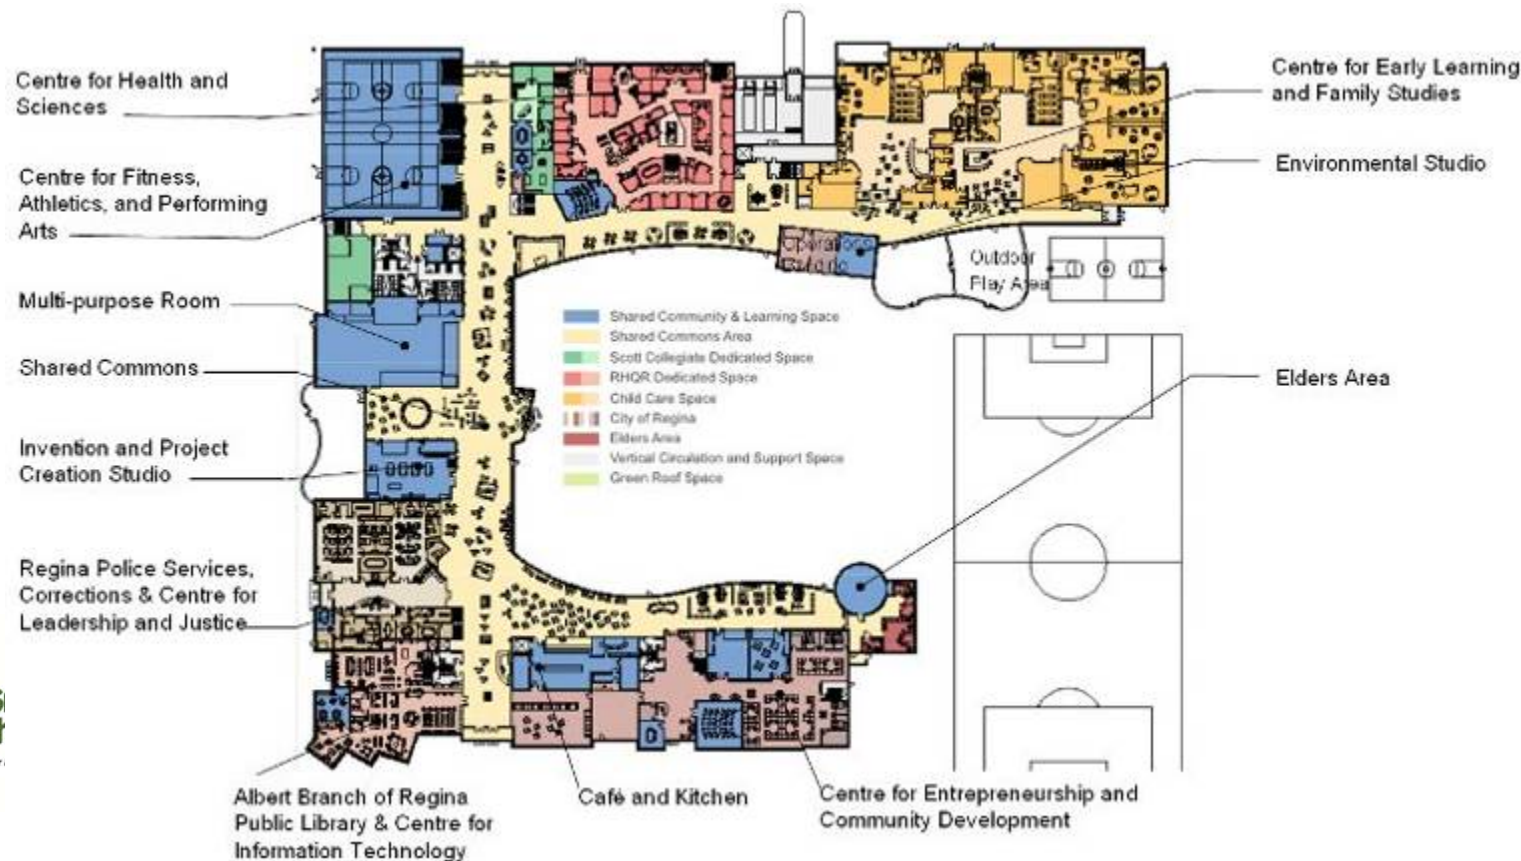 Centre for Health and
Sciences
Centre for Fitness,
Athletics, and Performing
Arts
Multi-purpose Room
Shared Commons
Invention and Project
Creation Studio
Regina Police Services,
Corrections & Centre for
Leadership and Justice
Albert Branch of Regina
Public Library & Centre for
Information Technology
Café and Kitchen
Centre for Entrepreneurship and
Community Development
Elders Area
Environmental Studio
Centre for Early Learning
and Family Studies
Operations
Outdoor
Play Area
Shared Community & Learning Space
Shared Commons Area
Scott Collegiate Dedicated Space
RHQR Dedicated Space
Child Care Space
City of Regina
Elders Area
Vertical Circulation and Support Space
Green Roof Space